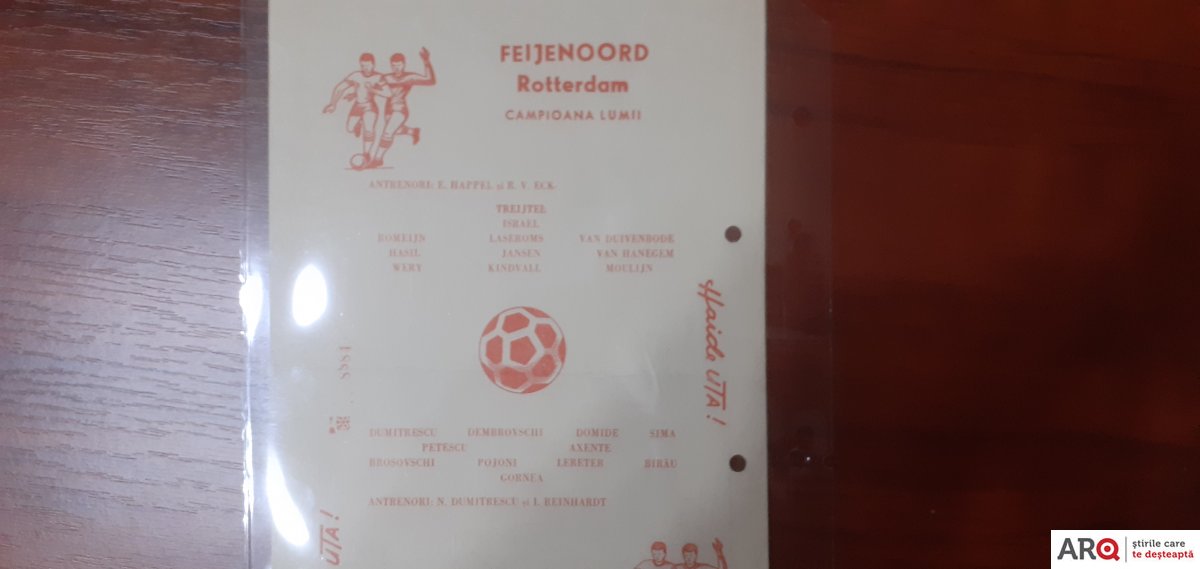 FEIJENOORD
Rotterdam
CAMPIOANA LUMII
ANTRENORI: E. HAPPEL și B. V. ECK
TREIJTEL
ISRAEL
ROMEIJN LASEROMS VAN DUIVENBODE
HASIL JANSEN VAN HANEGEM
WERY KINDVALL MOULIJN
Haide UTA!
DUMITRESCU DEMBROVSCHI DOMIDE SIMA
PETESCU AXENTE
BROSOVSCHI POJONI LERETER BIRĂU
GORNEA
ANTRENORI: N. DUMITRESCU și I. REINHARDT
UTA!
ARQ știrile care
te deșteaptă